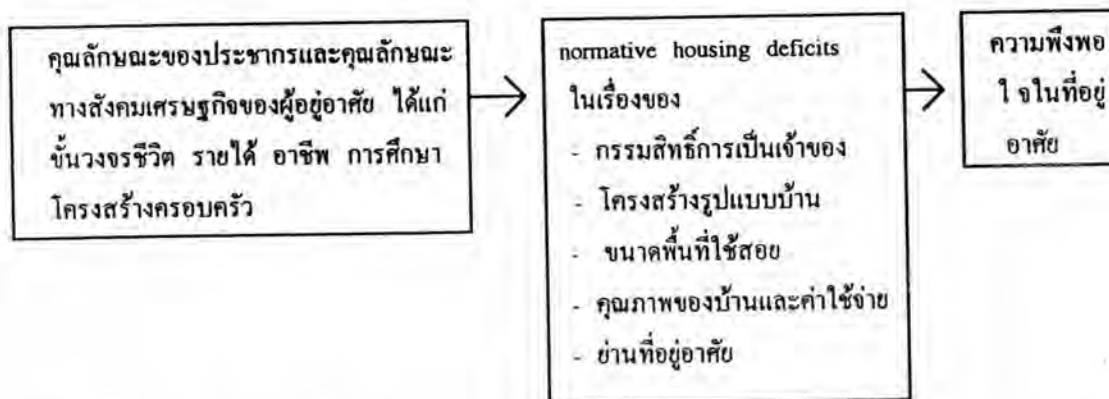 คุณลักษณะของประชากรและคุณลักษณะ
ทางสังคมเศรษฐกิจของผู้อยู่อาศัย ได้แก่
ขั้นวงจรชีวิต รายได้ อาชีพ การศึกษา
โครงสร้างครอบครัว
normative housing deficits
ในเรื่องของ
- กรรมสิทธิ์การเป็นเจ้าของ
- โครงสร้างรูปแบบบ้าน
- ขนาดพื้นที่ใช้สอย
- คุณภาพของบ้านและค่าใช้จ่าย
- ย่านที่อยู่อาศัย
ความพึงพอ
ใจในที่อยู่
อาศัย